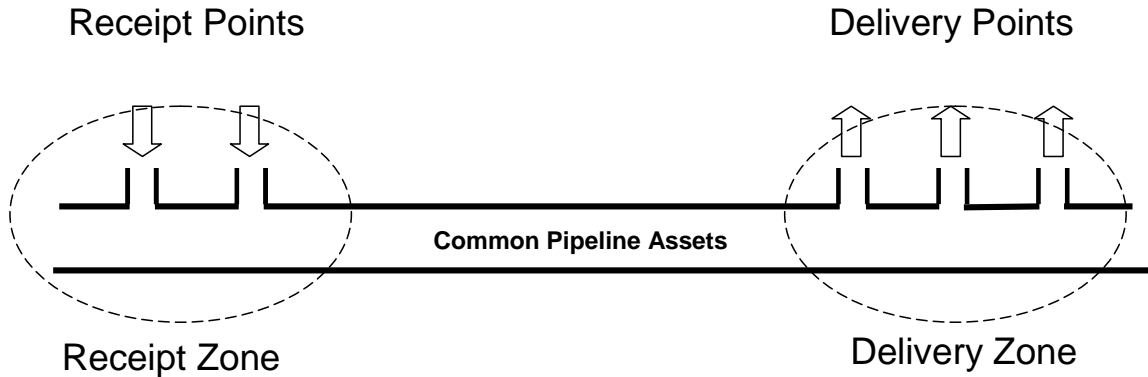 Receipt Points
Delivery Points
Common Pipeline Assets
Receipt Zone
Delivery Zone